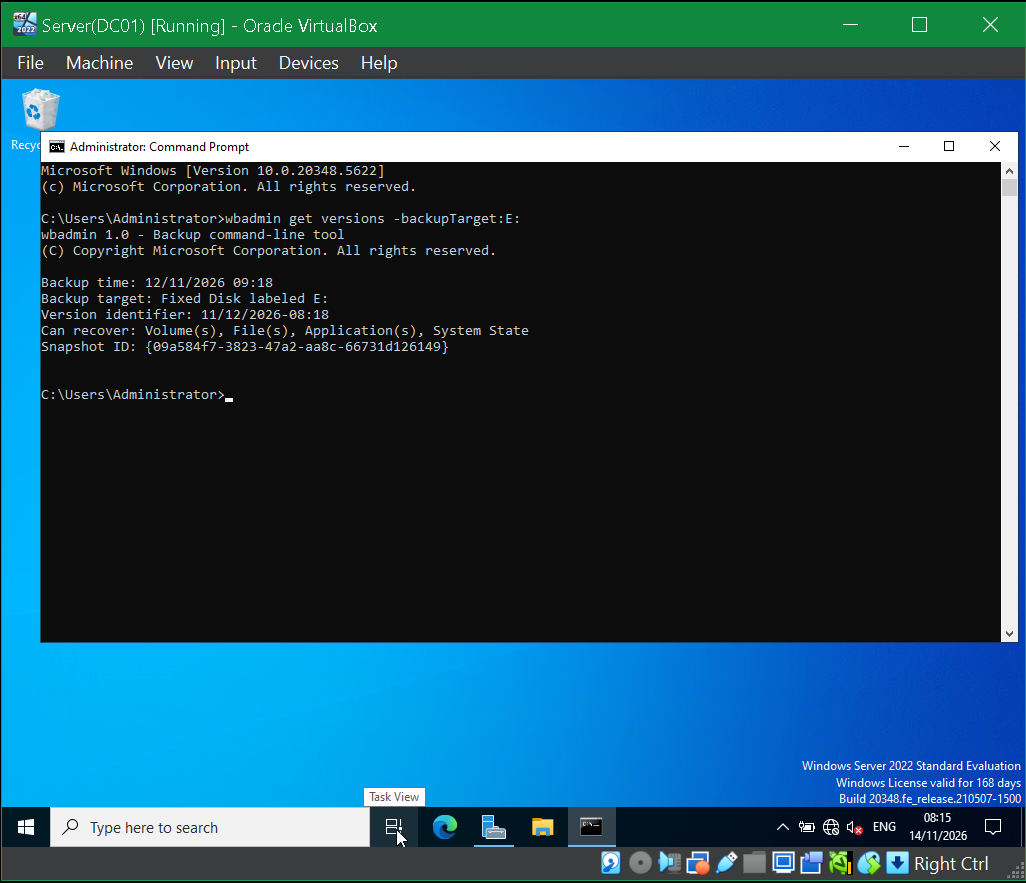 Server(DC01) [Running] - Oracle VirtualBox
File Machine View Input Devices Help
Administrator: Command Prompt
Microsoft Windows [Version 10.0.20348.5622]
(c) Microsoft Corporation. All rights reserved.
C:\Users\Administrator>wbadmin get versions -backupTarget:E:
wbadmin 1.0 - Backup command-line tool
(C) Copyright Microsoft Corporation. All rights reserved.
Backup time: 12/11/2026 09:18
Backup target: Fixed Disk labeled E:
Version identifier: 11/12/2026-08:18
Can recover: Volume(s), File(s), Application(s), System State
Snapshot ID: {09a584f7-3823-47a2-aa8c-66731d126149}
C:\Users\Administrator>
Windows Server 2022 Standard Evaluation
Windows License valid for 168 days
Build 20348.fe_release.210507-1500
Task View
Type here to search
ENG
08:15
14/11/2026
Right Ctrl